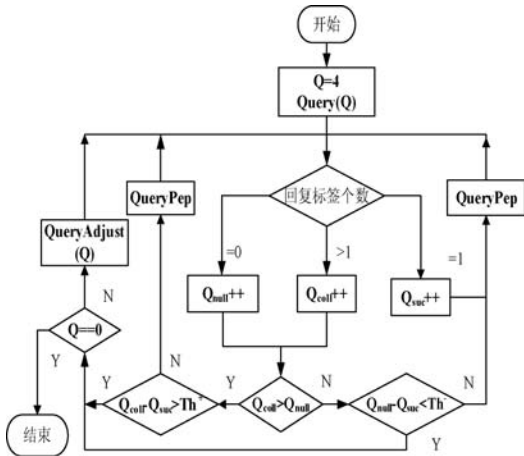 开始
Q=4
Query(Q)
回复标签个数
QueryPep
QueryPep
QueryAdjust
(Q)
=0
>1
=1
Qnull++
Qcoll++
Qsuc++
N
Q==0
Y
N
Y
Qcoll-Qsuc>Th+
Y
Qcoll>Qnull
N
Qnull-Qsuc<Th-
N
Y
结束